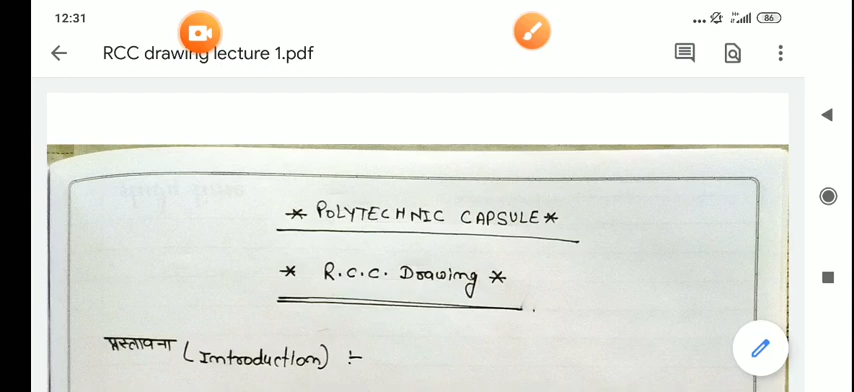 12:31
86
RCC drawing lecture 1.pdf
* POLYTECHNIC CAPSULE *
* R.C.C. Drawing *
प्रस्तावना (Introduction) :-